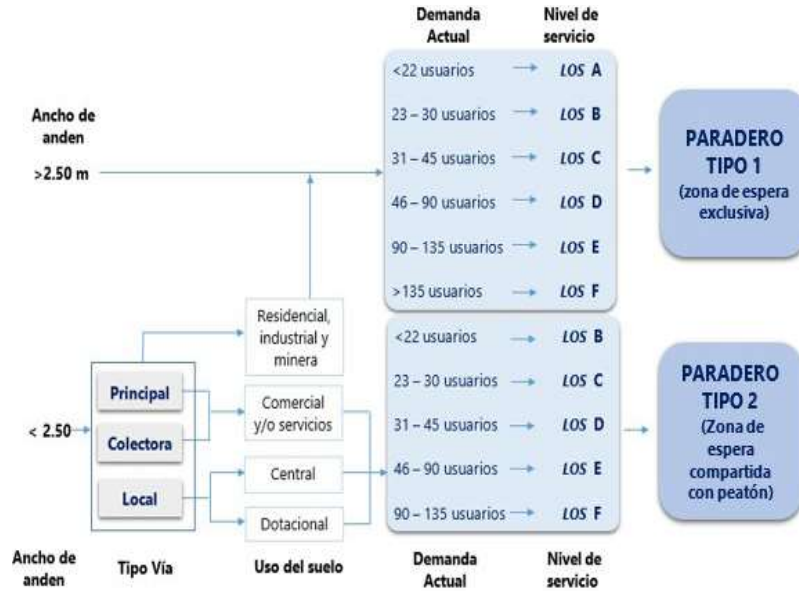 Demanda
Actual
Nivel de
servicio
Ancho de
anden
>2.50 m
<22 usuarios LOS A
23 – 30 usuarios LOS B
31 – 45 usuarios LOS C
46 – 90 usuarios LOS D
90 – 135 usuarios LOS E
>135 usuarios LOS F
PARADERO
TIPO 1
(zona de espera
exclusiva)
< 2.50
Principal
Colectora
Local
Residencial,
industrial y
minera
Comercial
y/o servicios
Central
Dotacional
<22 usuarios LOS B
23 – 30 usuarios LOS C
31 – 45 usuarios LOS D
46 – 90 usuarios LOS E
90 – 135 usuarios LOS F
PARADERO
TIPO 2
(Zona de
espera
compartida
con peatón)
Ancho de
anden
Tipo Vía
Uso del suelo
Demanda
Actual
Nivel de
servicio